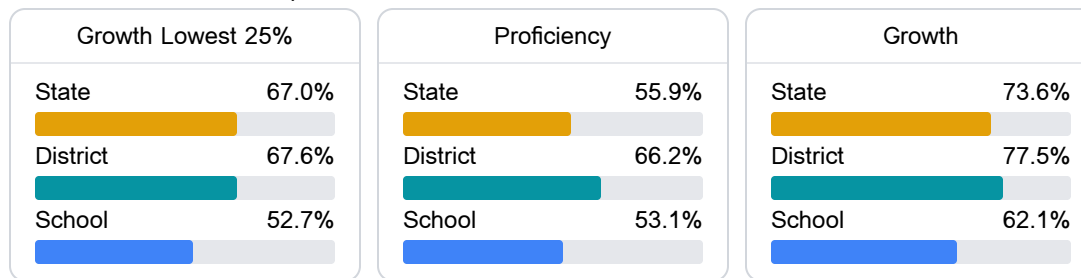 Growth Lowest 25%
State 67.0%
District 67.6%
School 52.7%
Proficiency
State 55.9%
District 66.2%
School 53.1%
Growth
State 73.6%
District 77.5%
School 62.1%